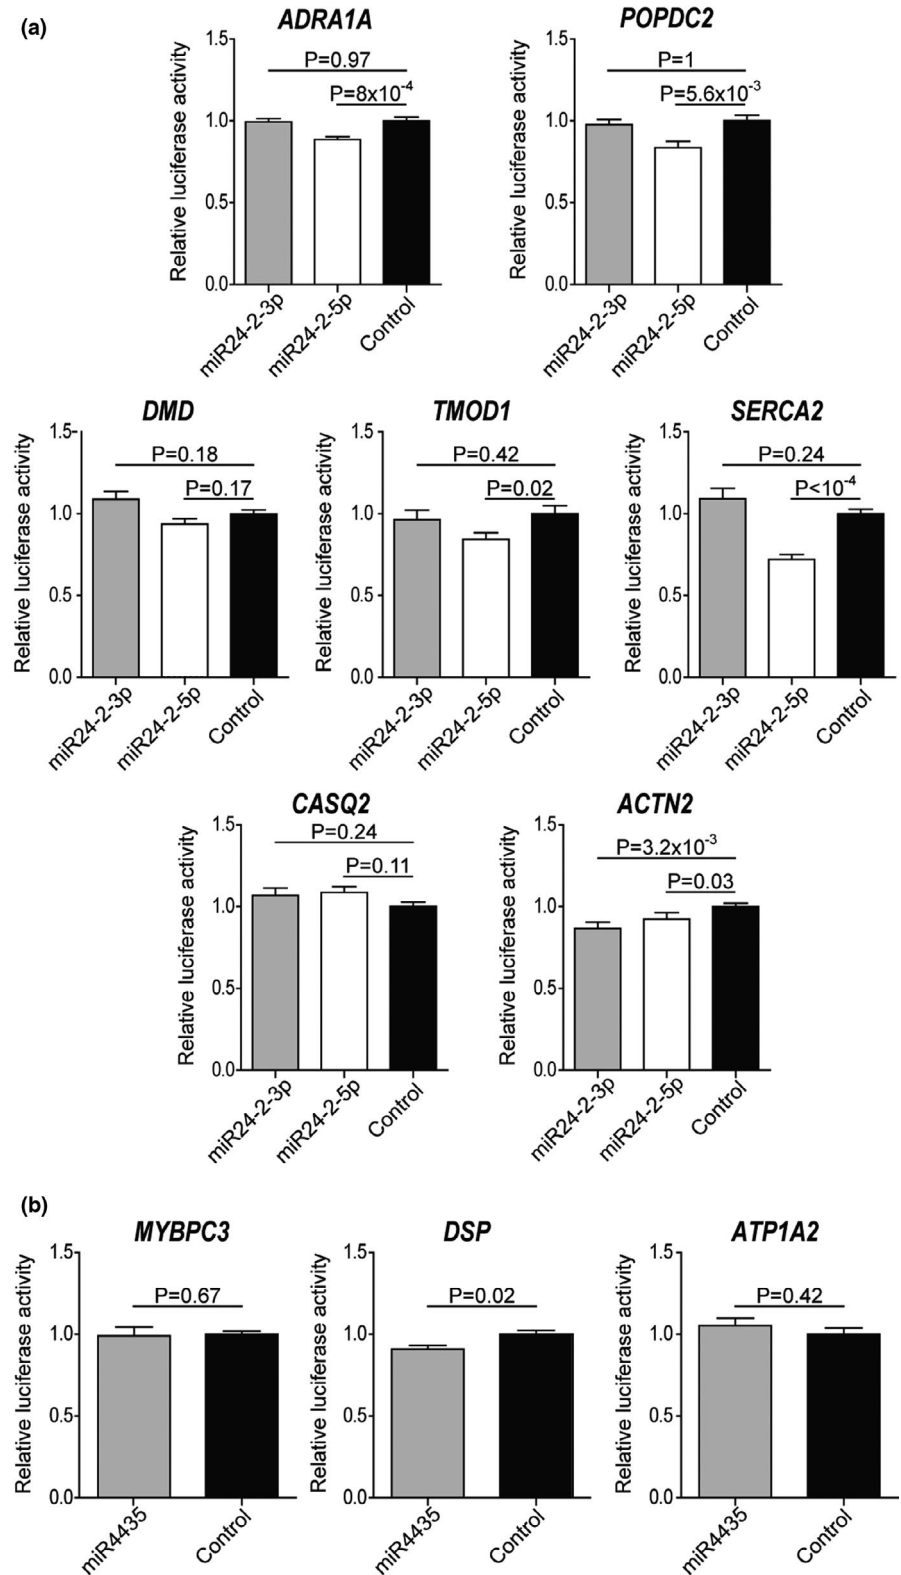 (a)
ADRA1A
Relative luciferase activity
1.5
1.0
0.5
0.0
P=0.97
P=8x10-4
miR24-2-3p
miR24-2-5p
Control
POPDC2
Relative luciferase activity
1.5
1.0
0.5
0.0
P=1
P=5.6x10-3
miR24-2-3p
miR24-2-5p
Control
DMD
Relative luciferase activity
1.5
1.0
0.5
0.0
P=0.18
P=0.17
miR24-2-3p
miR24-2-5p
Control
TMOD1
Relative luciferase activity
1.5
1.0
0.5
0.0
P=0.42
P=0.02
miR24-2-3p
miR24-2-5p
Control
SERCA2
Relative luciferase activity
1.5
1.0
0.5
0.0
P=0.24
P<10-4
miR24-2-3p
miR24-2-5p
Control
CASQ2
Relative luciferase activity
1.5
1.0
0.5
0.0
P=0.24
P=0.11
miR24-2-3p
miR24-2-5p
Control
ACTN2
Relative luciferase activity
1.5
1.0
0.5
0.0
P=3.2x10-3
P=0.03
miR24-2-3p
miR24-2-5p
Control
(b)
MYBPC3
Relative luciferase activity
1.5
1.0
0.5
0.0
P=0.67
miR4435
Control
DSP
Relative luciferase activity
1.5
1.0
0.5
0.0
P=0.02
miR4435
Control
ATP1A2
Relative luciferase activity
1.5
1.0
0.5
0.0
P=0.42
miR4435
Control